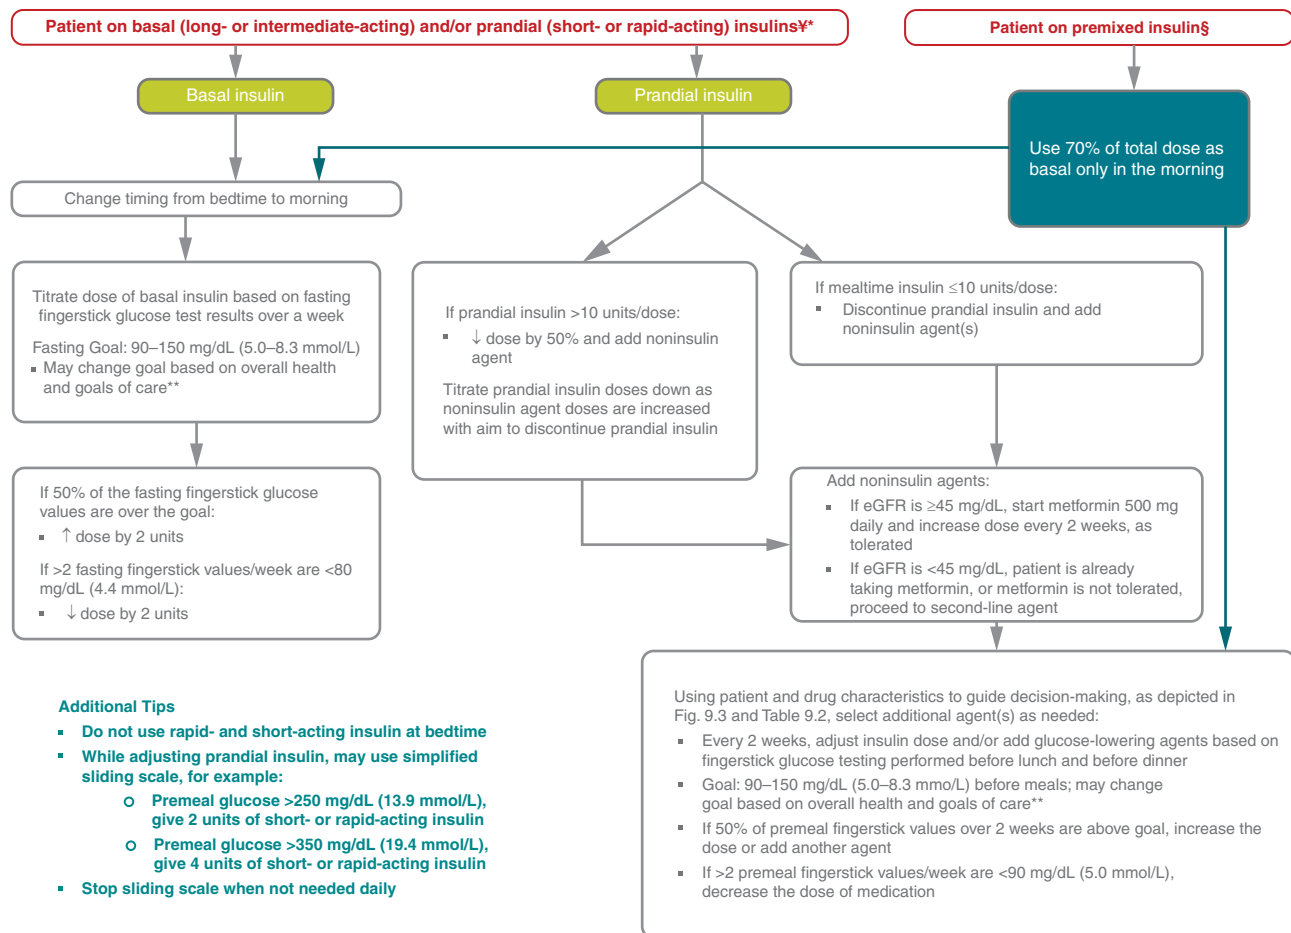 Patient on basal (long- or intermediate-acting) and/or prandial (short- or rapid-acting) insulins¥*
Patient on premixed insulin§
Basal insulin
Prandial insulin
Use 70% of total dose as
basal only in the morning
Change timing from bedtime to morning
Titrate dose of basal insulin based on fasting
fingerstick glucose test results over a week
Fasting Goal: 90–150 mg/dL (5.0–8.3 mmol/L)
▪ May change goal based on overall health
and goals of care**
If 50% of the fasting fingerstick glucose
values are over the goal:
▪ ↑ dose by 2 units
If >2 fasting fingerstick values/week are <80
mg/dL (4.4 mmol/L):
▪ ↓ dose by 2 units
If prandial insulin >10 units/dose:
▪ ↓ dose by 50% and add noninsulin
agent
Titrate prandial insulin doses down as
noninsulin agent doses are increased
with aim to discontinue prandial insulin
If mealtime insulin ≤10 units/dose:
▪ Discontinue prandial insulin and add
noninsulin agent(s)
Add noninsulin agents:
▪ If eGFR is ≥45 mg/dL, start metformin 500 mg
daily and increase dose every 2 weeks, as
tolerated
▪ If eGFR is <45 mg/dL, patient is already
taking metformin, or metformin is not tolerated,
proceed to second-line agent
Using patient and drug characteristics to guide decision-making, as depicted in
Fig. 9.3 and Table 9.2, select additional agent(s) as needed:
▪ Every 2 weeks, adjust insulin dose and/or add glucose-lowering agents based on
fingerstick glucose testing performed before lunch and before dinner
▪ Goal: 90–150 mg/dL (5.0–8.3 mmo/L) before meals; may change
goal based on overall health and goals of care**
▪ If 50% of premeal fingerstick values over 2 weeks are above goal, increase the
dose or add another agent
▪ If >2 premeal fingerstick values/week are <90 mg/dL (5.0 mmol/L),
decrease the dose of medication
Additional Tips
▪ Do not use rapid- and short-acting insulin at bedtime
▪ While adjusting prandial insulin, may use simplified
sliding scale, for example:
o Premeal glucose >250 mg/dL (13.9 mmol/L),
give 2 units of short- or rapid-acting insulin
o Premeal glucose >350 mg/dL (19.4 mmol/L),
give 4 units of short- or rapid-acting insulin
▪ Stop sliding scale when not needed daily